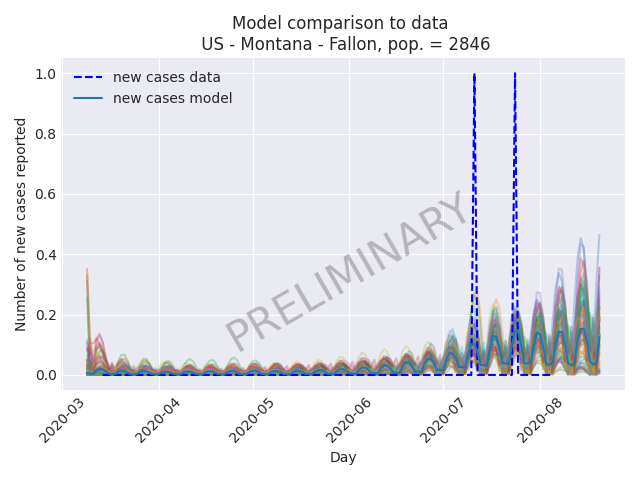 Model comparison to data
US - Montana - Fallon, pop. = 2846
new cases data
new cases model
Number of new cases reported
1.0
0.8
0.6
0.4
0.2
0.0
PRELIMINARY
2020-03
2020-04
2020-05
2020-06
2020-07
2020-08
Day